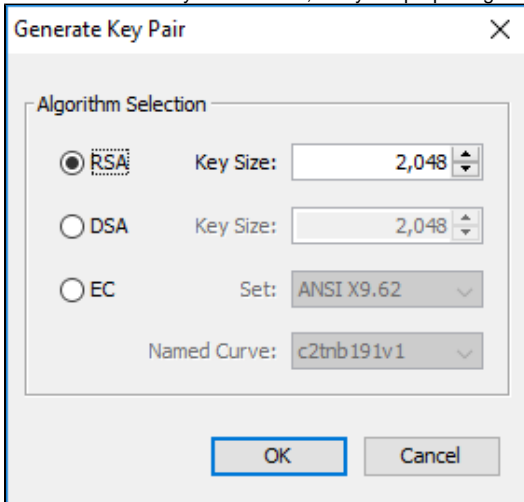 Generate Key Pair
Algorithm Selection
RSA Key Size: 2,048
DSA Key Size: 2,048
EC Set: ANSI X9.62
Named Curve: c2tnb191v1
OK Cancel